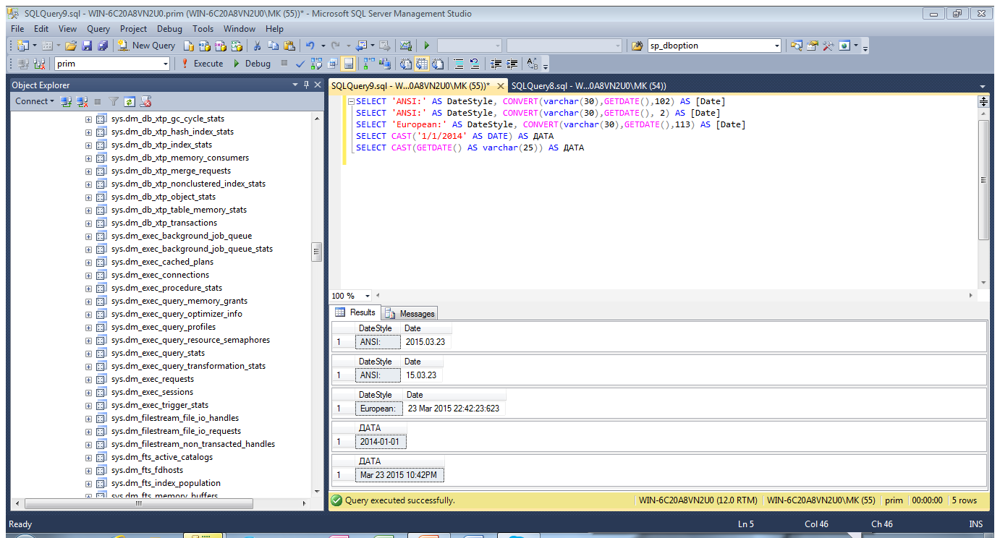 SQLQuery9.sql - WIN-6C20A8VN2U0.prim (WIN-6C20A8VN2U0\MK (55))* - Microsoft SQL Server Management Studio
File Edit View Query Project Debug Tools Window Help
New Query sp_dboption
prim Execute Debug
Object Explorer
Connect
sys.dm_db_xtp_gc_cycle_stats
sys.dm_db_xtp_hash_index_stats
sys.dm_db_xtp_index_stats
sys.dm_db_xtp_memory_consumers
sys.dm_db_xtp_merge_requests
sys.dm_db_xtp_nonclustered_index_stats
sys.dm_db_xtp_object_stats
sys.dm_db_xtp_table_memory_stats
sys.dm_db_xtp_transactions
sys.dm_exec_background_job_queue
sys.dm_exec_background_job_queue_stats
sys.dm_exec_cached_plans
sys.dm_exec_connections
sys.dm_exec_procedure_stats
sys.dm_exec_query_memory_grants
sys.dm_exec_query_optimizer_info
sys.dm_exec_query_profiles
sys.dm_exec_query_resource_semaphores
sys.dm_exec_query_stats
sys.dm_exec_query_transformation_stats
sys.dm_exec_requests
sys.dm_exec_sessions
sys.dm_exec_trigger_stats
sys.dm_filestream_file_io_handles
sys.dm_filestream_file_io_requests
sys.dm_filestream_non_transacted_handles
sys.dm_fts_active_catalogs
sys.dm_fts_fdhosts
sys.dm_fts_index_population
sys.dm_fts_memory_buffers
SQLQuery9.sql - W...0A8VN2U0\MK (55))* SQLQuery8.sql - W...0A8VN2U0\MK (54))
SELECT 'ANSI:' AS DateStyle, CONVERT(varchar(30),GETDATE(),102) AS [Date]
SELECT 'ANSI:' AS DateStyle, CONVERT(varchar(30),GETDATE(), 2) AS [Date]
SELECT 'European:' AS DateStyle, CONVERT(varchar(30),GETDATE(),113) AS [Date]
SELECT CAST('1/1/2014' AS DATE) AS ДАТА
SELECT CAST(GETDATE() AS varchar(25)) AS ДАТА
100 %
Results Messages
DateStyle Date
1 ANSI: 2015.03.23
DateStyle Date
1 ANSI: 15.03.23
DateStyle Date
1 European: 23 Mar 2015 22:42:23:623
ДАТА
1 2014-01-01
ДАТА
1 Mar 23 2015 10:42PM
Query executed successfully. WIN-6C20A8VN2U0 (12.0 RTM) WIN-6C20A8VN2U0\MK (55) prim 00:00:00 5 rows
Ready Ln 5 Col 46 Ch 46 INS